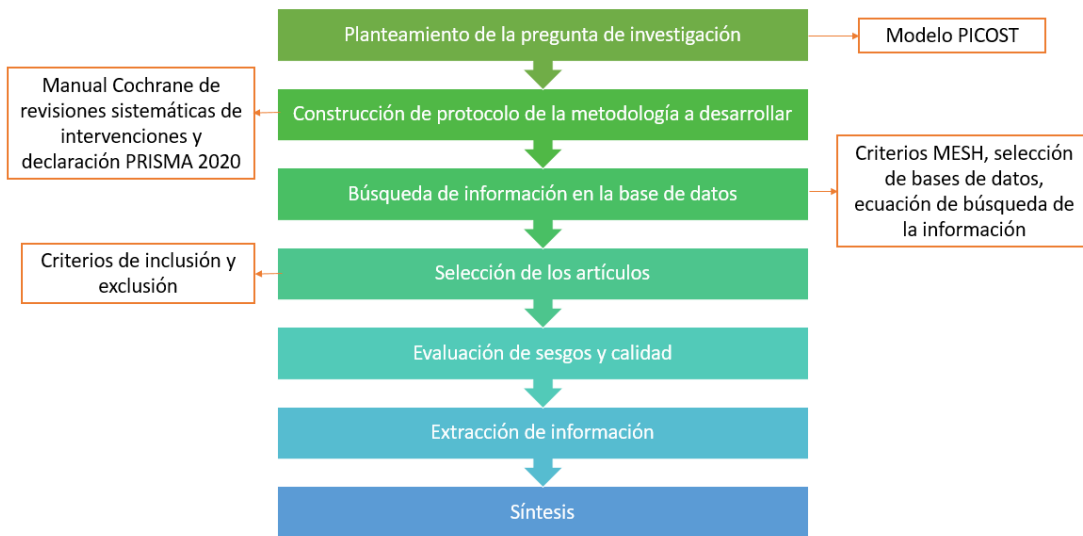 Planteamiento de la pregunta de investigación
Modelo PICOST
Manual Cochrane de
revisiones sistemáticas de
intervenciones y
declaración PRISMA 2020
Construcción de protocolo de la metodología a desarrollar
Búsqueda de información en la base de datos
Criterios MESH, selección
de bases de datos,
ecuación de búsqueda de
la información
Criterios de inclusión y
exclusión
Selección de los artículos
Evaluación de sesgos y calidad
Extracción de información
Síntesis